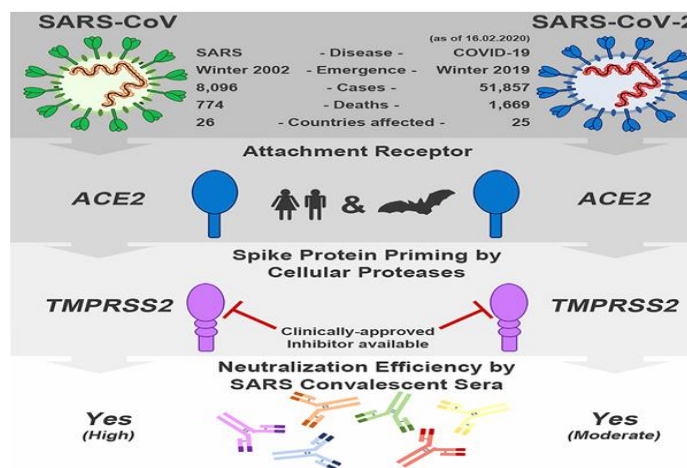 SARS-CoV SARS-CoV-2
(as of 16.02.2020)
SARS - Disease - COVID-19
Winter 2002 - Emergence - Winter 2019
8,096 - Cases - 51,857
774 - Deaths - 1,669
26 - Countries affected - 25
Attachment Receptor
ACE2 & ACE2
Spike Protein Priming by
Cellular Proteases
TMPRSS2 TMPRSS2
Clinically-approved
Inhibitor available
Neutralization Efficiency by
SARS Convalescent Sera
Yes Yes
(High) (Moderate)